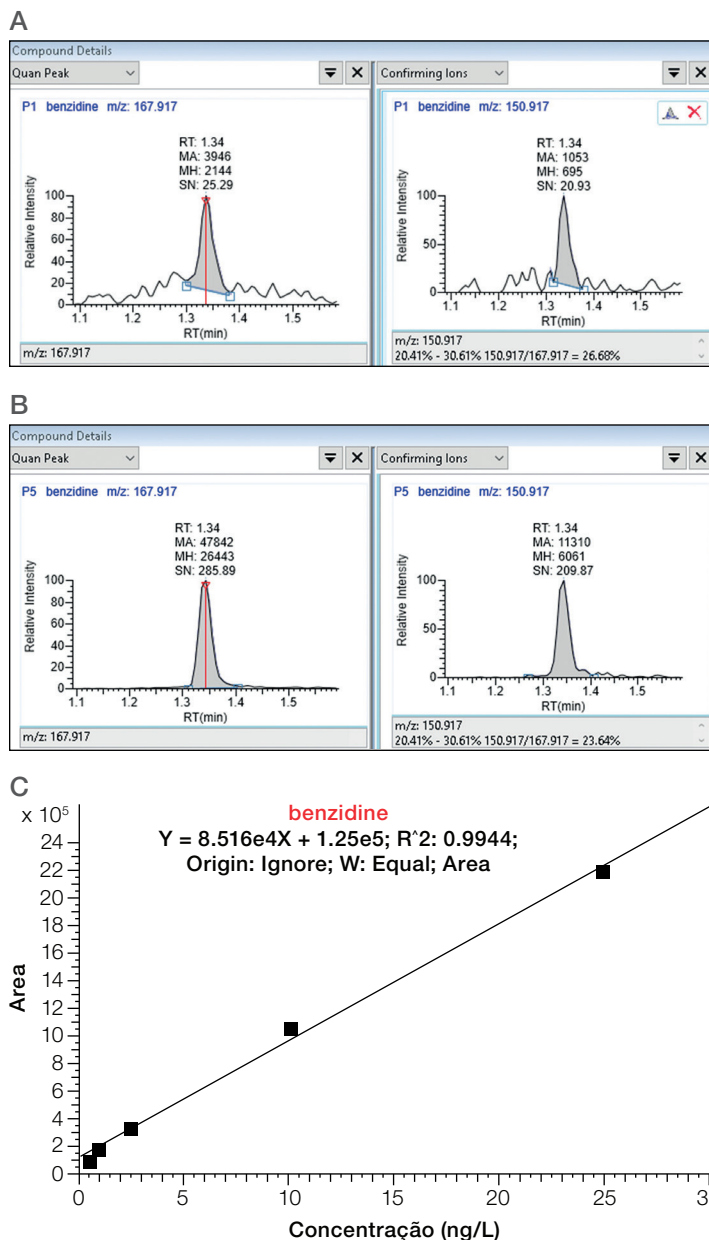 A
Compound Details
Quan Peak
Confirming Ions
P1 benzidine m/z: 167.917
RT: 1.34
MA: 3946
MH: 2144
SN: 25.29
Relative Intensity
100
80
60
40
20
0
1.1 1.2 1.3 1.4 1.5
RT(min)
m/z: 167.917
P1 benzidine m/z: 150.917
RT: 1.34
MA: 1053
MH: 695
SN: 20.93
Relative Intensity
100
50
0
1.1 1.2 1.3 1.4 1.5
RT(min)
m/z: 150.917
20.41% - 30.61% 150.917/167.917 = 26.68%
B
Compound Details
Quan Peak
Confirming Ions
P5 benzidine m/z: 167.917
RT: 1.34
MA: 47842
MH: 26443
SN: 285.89
Relative Intensity
100
80
60
40
20
0
1.1 1.2 1.3 1.4 1.5
RT(min)
m/z: 167.917
P5 benzidine m/z: 150.917
RT: 1.34
MA: 11310
MH: 6061
SN: 209.87
Relative Intensity
100
50
0
1.1 1.2 1.3 1.4 1.5
RT(min)
m/z: 150.917
20.41% - 30.61% 150.917/167.917 = 23.64%
C
x 10⁵
benzidine
Y = 8.516e4X + 1.25e5; R^2: 0.9944;
Origin: Ignore; W: Equal; Area
Area
24
22
20
18
16
14
12
10
8
6
4
2
0
0 5 10 15 20 25
Concentração (ng/L)